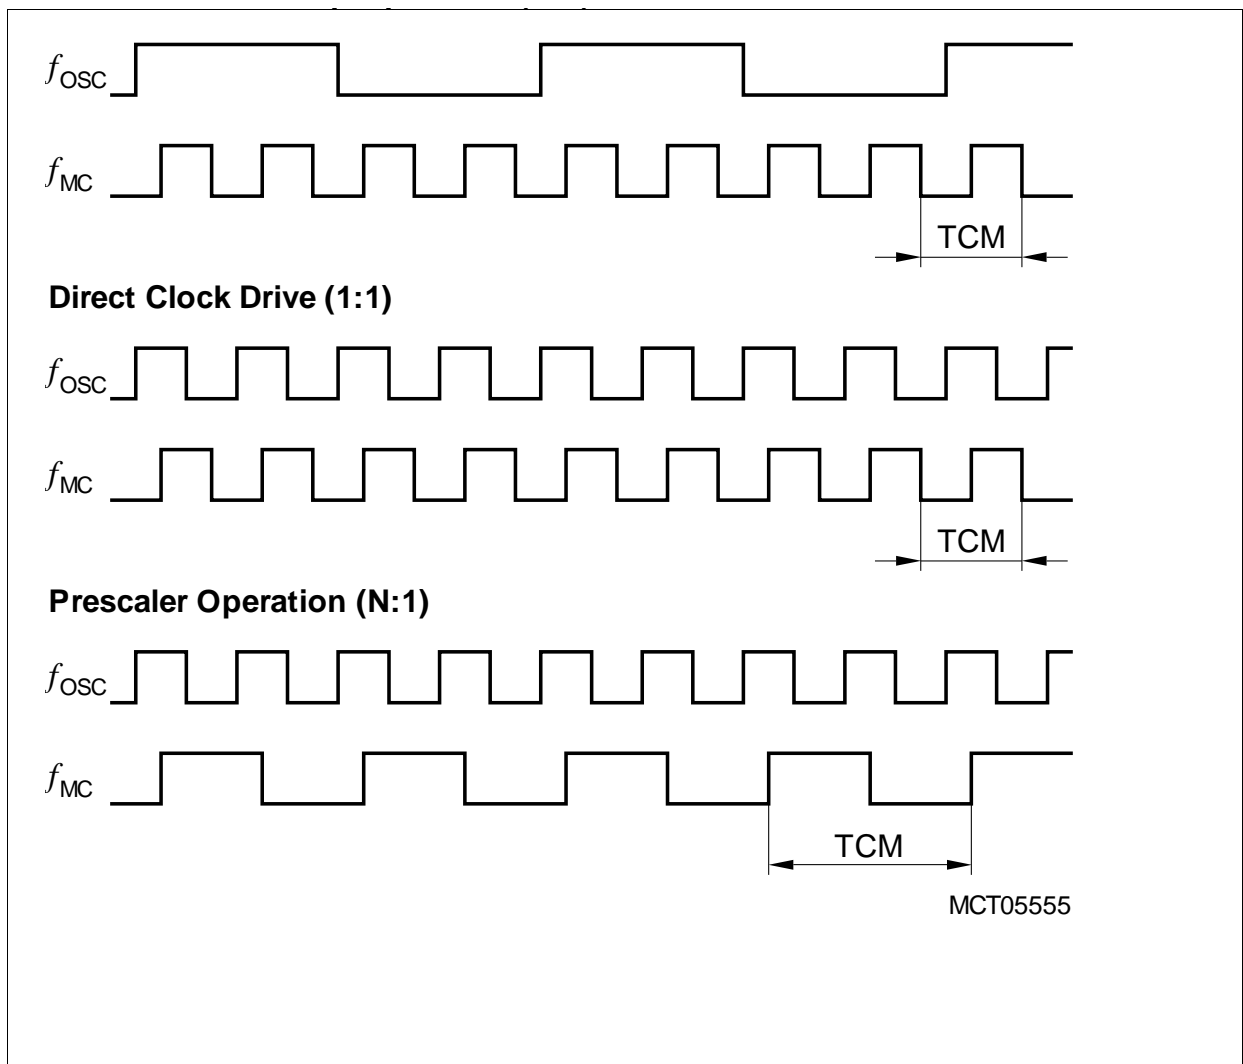 fOSC
fMC
TCM
Direct Clock Drive (1:1)
fOSC
fMC
TCM
Prescaler Operation (N:1)
fOSC
fMC
TCM
MCT05555